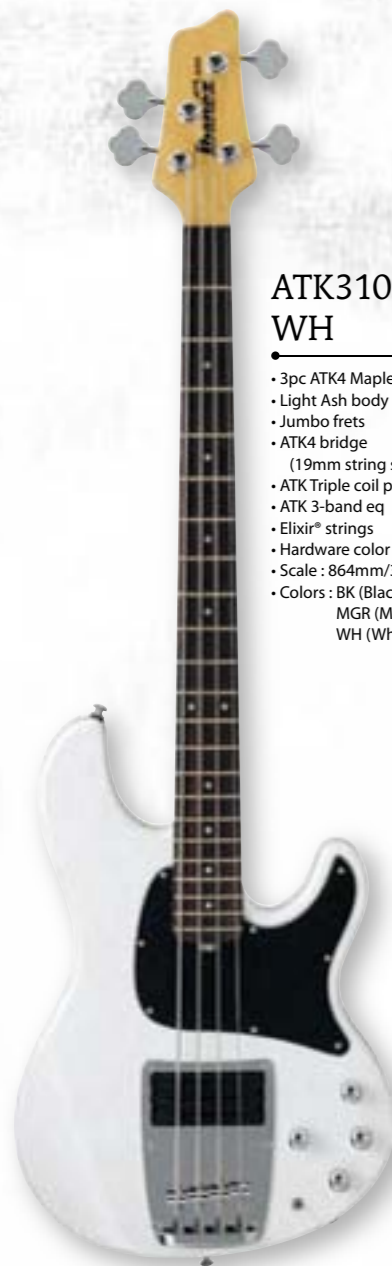 Ibanez
ATK310
WH
• 3pc ATK4 Maple
• Light Ash body
• Jumbo frets
• ATK4 bridge
(19mm string s
• ATK Triple coil p
• ATK 3-band eq
• Elixir® strings
• Hardware color
• Scale : 864mm/
• Colors : BK (Blac
MGR (M
WH (Wh